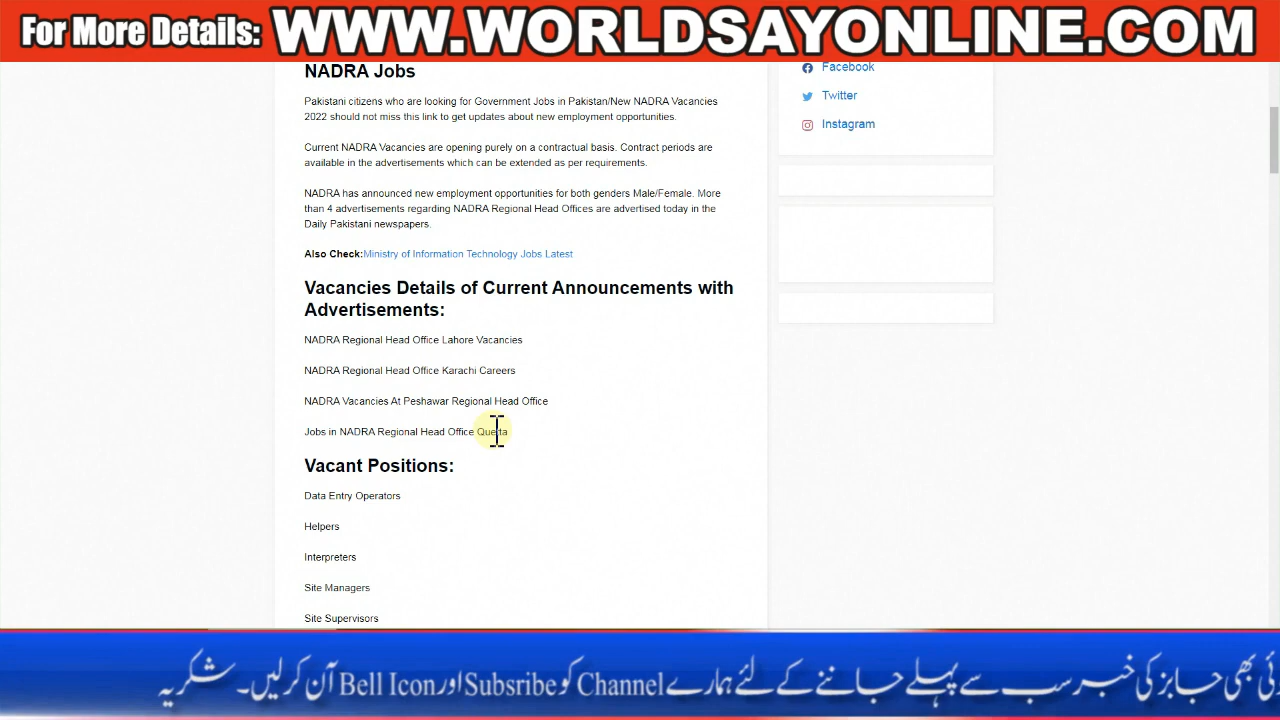 For More Details: WWW.WORLDSAYONLINE.COM
NADRA Jobs
Pakistani citizens who are looking for Government Jobs in Pakistan/New NADRA Vacancies
2022 should not miss this link to get updates about new employment opportunities.
Current NADRA Vacancies are opening purely on a contractual basis. Contract periods are
available in the advertisements which can be extended as per requirements.
NADRA has announced new employment opportunities for both genders Male/Female. More
than 4 advertisements regarding NADRA Regional Head Offices are advertised today in the
Daily Pakistani newspapers.
Also Check:Ministry of Information Technology Jobs Latest
Vacancies Details of Current Announcements with
Advertisements:
NADRA Regional Head Office Lahore Vacancies
NADRA Regional Head Office Karachi Careers
NADRA Vacancies At Peshawar Regional Head Office
Jobs in NADRA Regional Head Office Quetta
Vacant Positions:
Data Entry Operators
Helpers
Interpreters
Site Managers
Site Supervisors
Facebook
Twitter
Instagram
بھی جابز کی خبر سب سے پہلے جاننے کے لئے ہمارے Channel کو Subsribe اور Bell Icon آن کر لیں۔ شکریہ